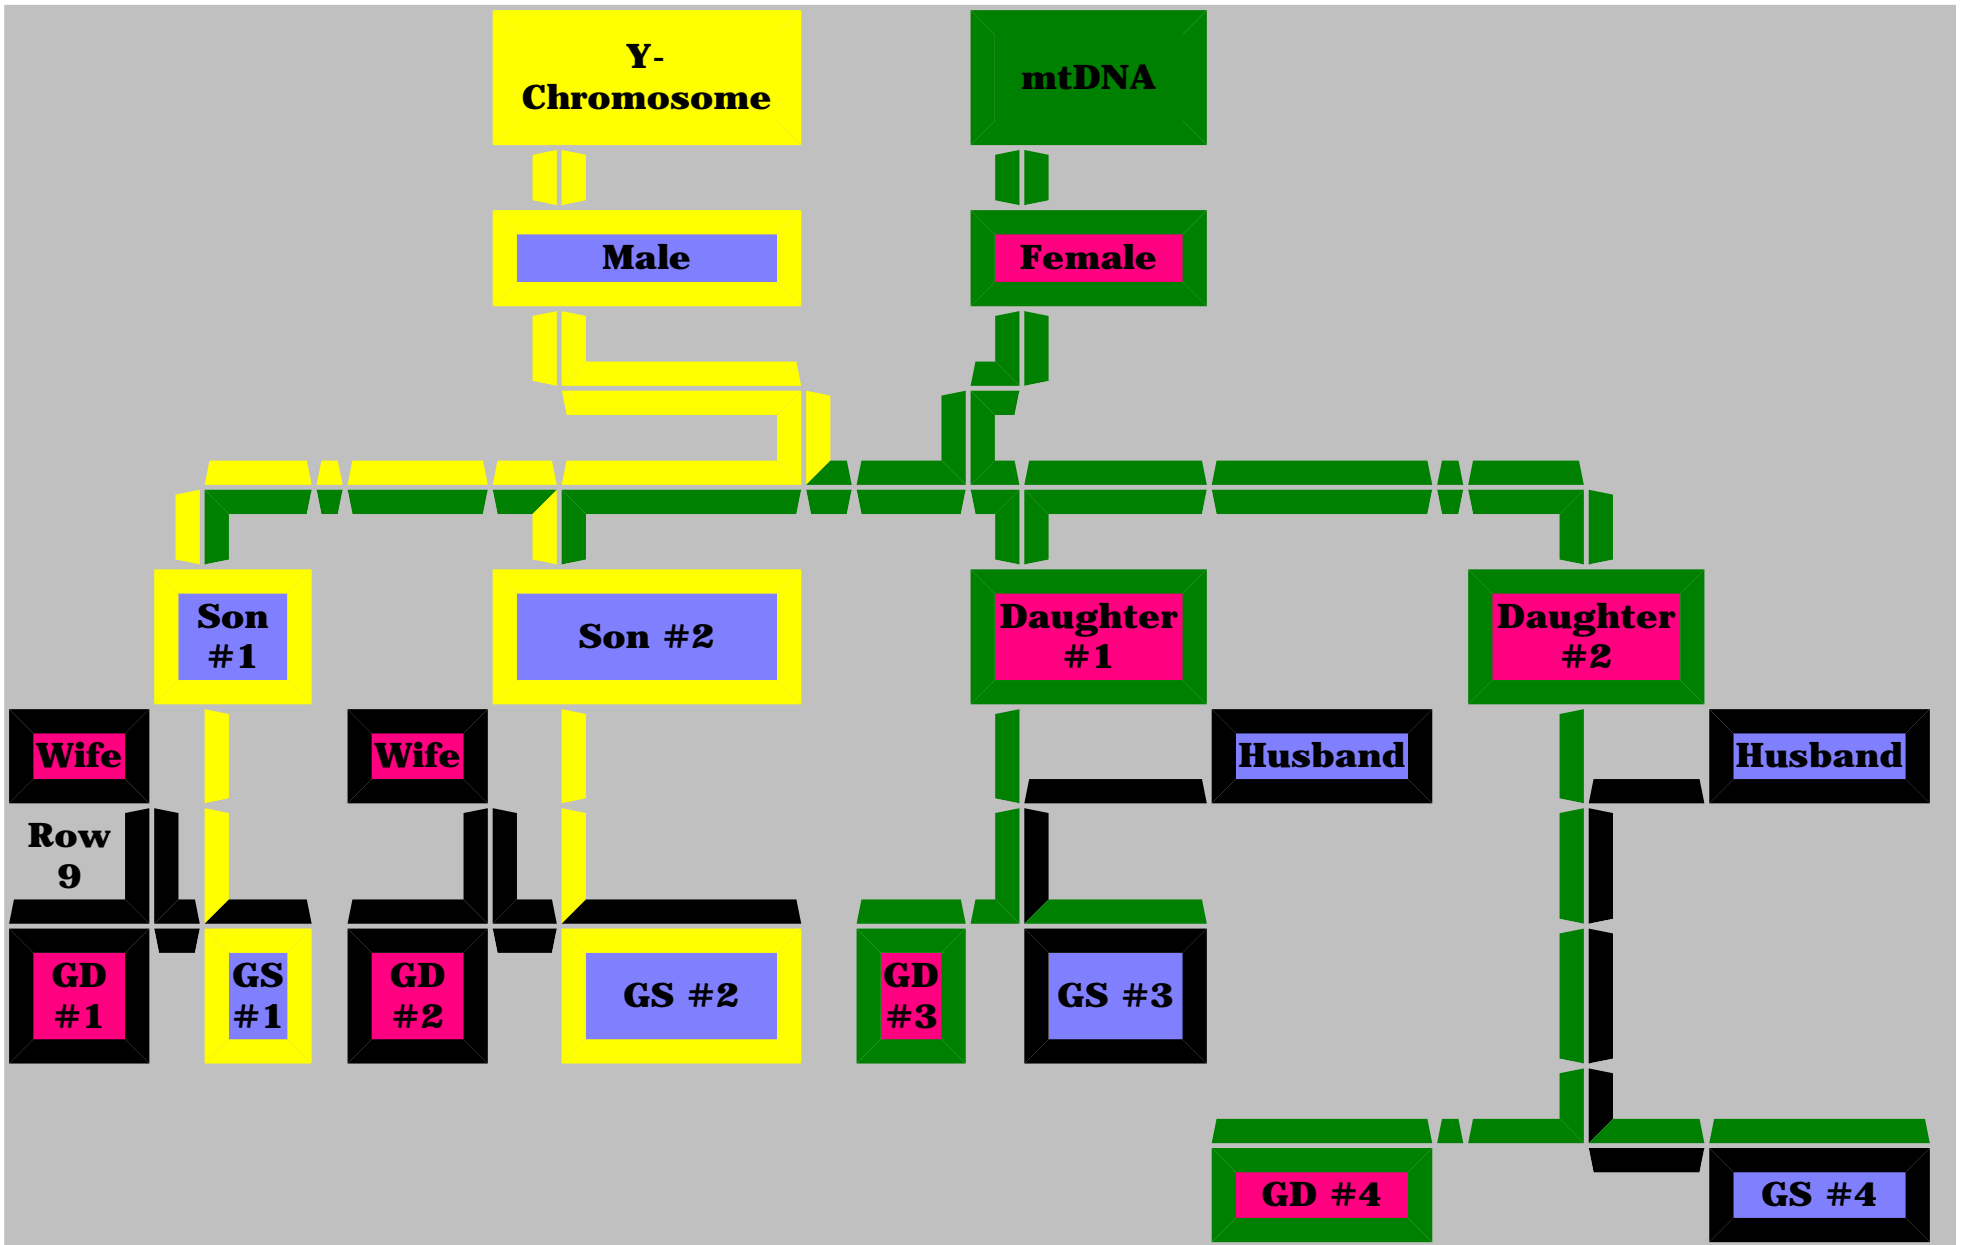 Y-
Chromosome
mtDNA
Male
Female
Son
#1
Son #2
Daughter
#1
Daughter
#2
Wife
Wife
Husband
Husband
Row
9
GD
#1
GS
#1
GD
#2
GS #2
GD
#3
GS #3
GD #4
GS #4